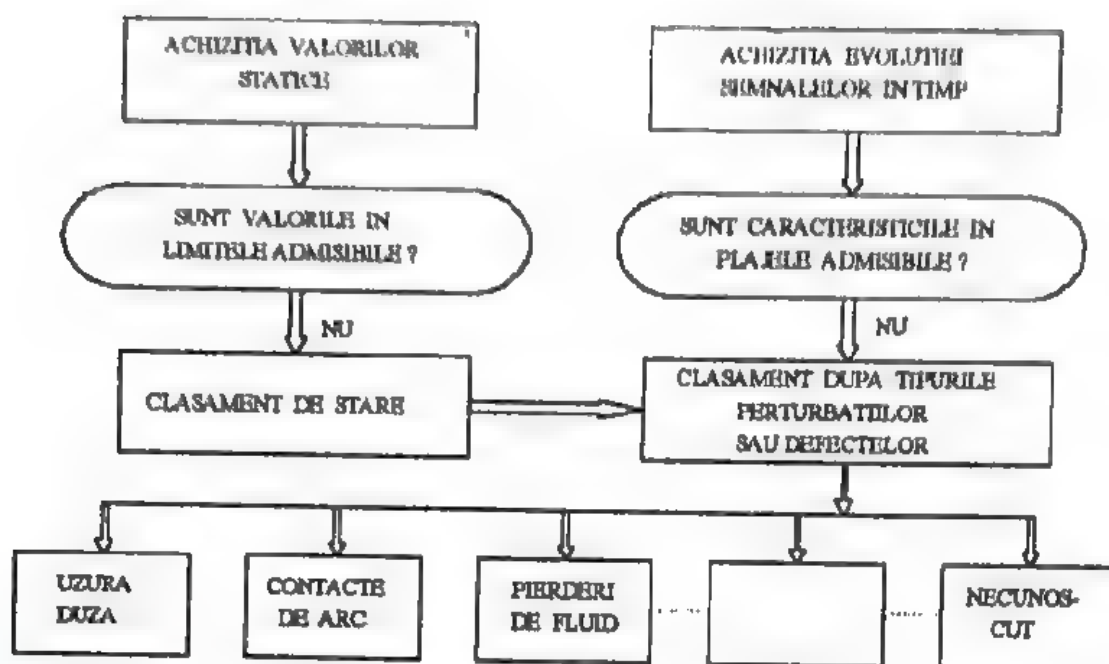 ACHIZITIA VALORILOR
STATICE
ACHIZITIA EVOLUTIEI
SEMNALELOR IN TIMP
SUNT VALORILE IN
LIMITELE ADMISIBILE ?
SUNT CARACTERISTICILE IN
PLAJELE ADMISIBILE ?
NU
NU
CLASAMENT DE STARE
CLASAMENT DUPA TIPURILE
PERTURBATIILOR
SAU DEFECTELOR
UZURA
DUZA
CONTACTE
DE ARC
PIERDERI
DE FLUID
NECUNOS-
CUT